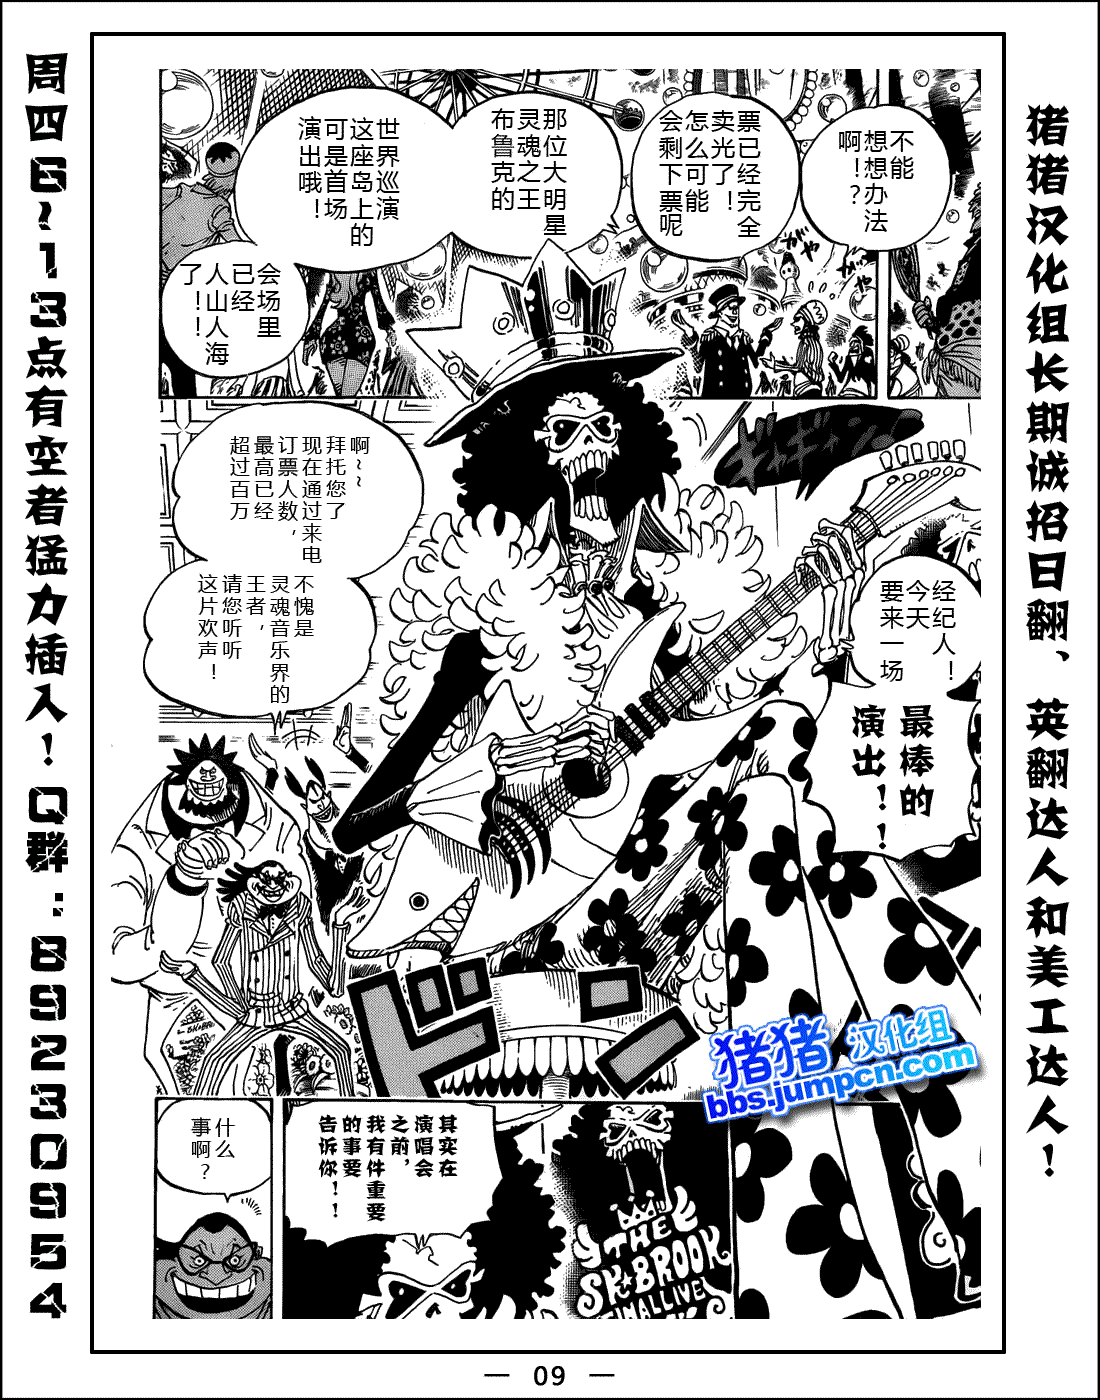 周四6~13点有空者猛力插入！Q群：89230954
猪猪汉化组长期诚招日翻、英翻达人和美工达人！
不能
想想办法
啊！？
票已经完全
卖光了！
怎么可能
会剩下票呢
那位大明星
灵魂之王
布鲁克的
世界巡演
这座岛上的
可是首场
演出哦！
会场里
已经
人山人海
了！！
ギャギャーン
啊~~
拜托您了
现在通过来电
订票人数，
最高已经
超过百万
不愧是
灵魂音乐界的
王者，
请您听听
这片欢声！
经纪人！
今天
要来一场
最棒的
演出！！
ドン
猪猪汉化组
bbs.jumpcn.com
其实在
演唱会
之前，
我有件重要
的事要
告诉你！！
THE
SK★BROOK
什么
事啊？
— 09 —